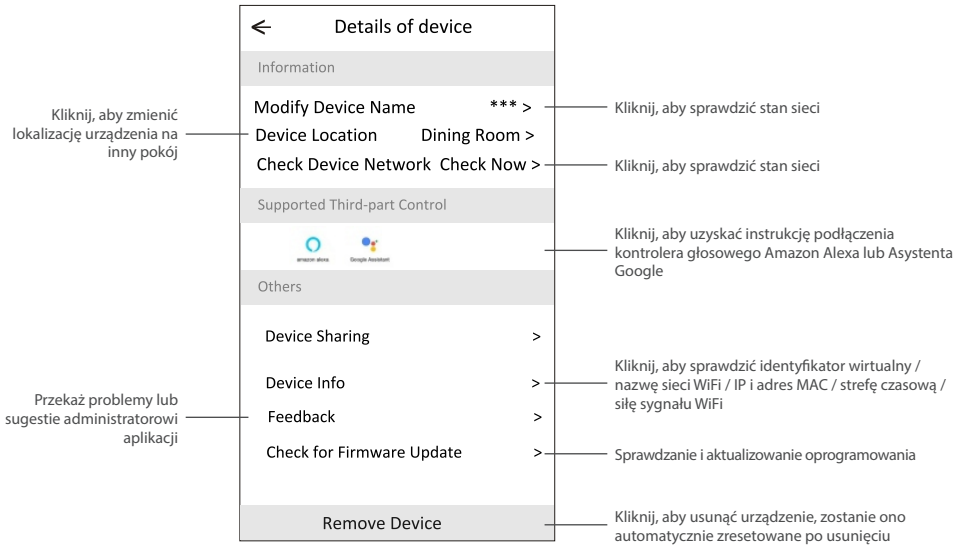 ← Details of device
Information
Modify Device Name *** >
Device Location Dining Room >
Check Device Network Check Now >
Supported Third-part Control
amazon alexa Google Assistant
Others
Device Sharing >
Device Info >
Feedback >
Check for Firmware Update >
Remove Device
Kliknij, aby zmienić
lokalizację urządzenia na
inny pokój
Przekaż problemy lub
sugestie administratorowi
aplikacji
Kliknij, aby sprawdzić stan sieci
Kliknij, aby sprawdzić stan sieci
Kliknij, aby uzyskać instrukcję podłączenia
kontrolera głosowego Amazon Alexa lub Asystenta
Google
Kliknij, aby sprawdzić identyfikator wirtualny /
nazwę sieci WiFi / IP i adres MAC / strefę czasową /
siłę sygnału WiFi
Sprawdzanie i aktualizowanie oprogramowania
Kliknij, aby usunąć urządzenie, zostanie ono
automatycznie zresetowane po usunięciu